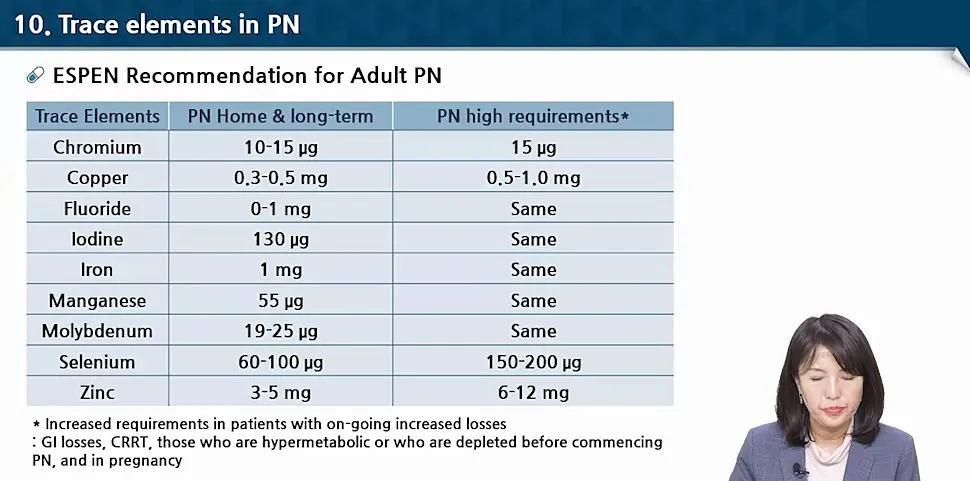 10. Trace elements in PN
ESPEN Recommendation for Adult PN
Trace Elements PN Home & long-term PN high requirements*
Chromium 10-15 μg 15 μg
Copper 0.3-0.5 mg 0.5-1.0 mg
Fluoride 0-1 mg Same
Iodine 130 μg Same
Iron 1 mg Same
Manganese 55 μg Same
Molybdenum 19-25 μg Same
Selenium 60-100 μg 150-200 μg
Zinc 3-5 mg 6-12 mg
* Increased requirements in patients with on-going increased losses
: GI losses, CRRT, those who are hypermetabolic or who are depleted before commencing
PN, and in pregnancy